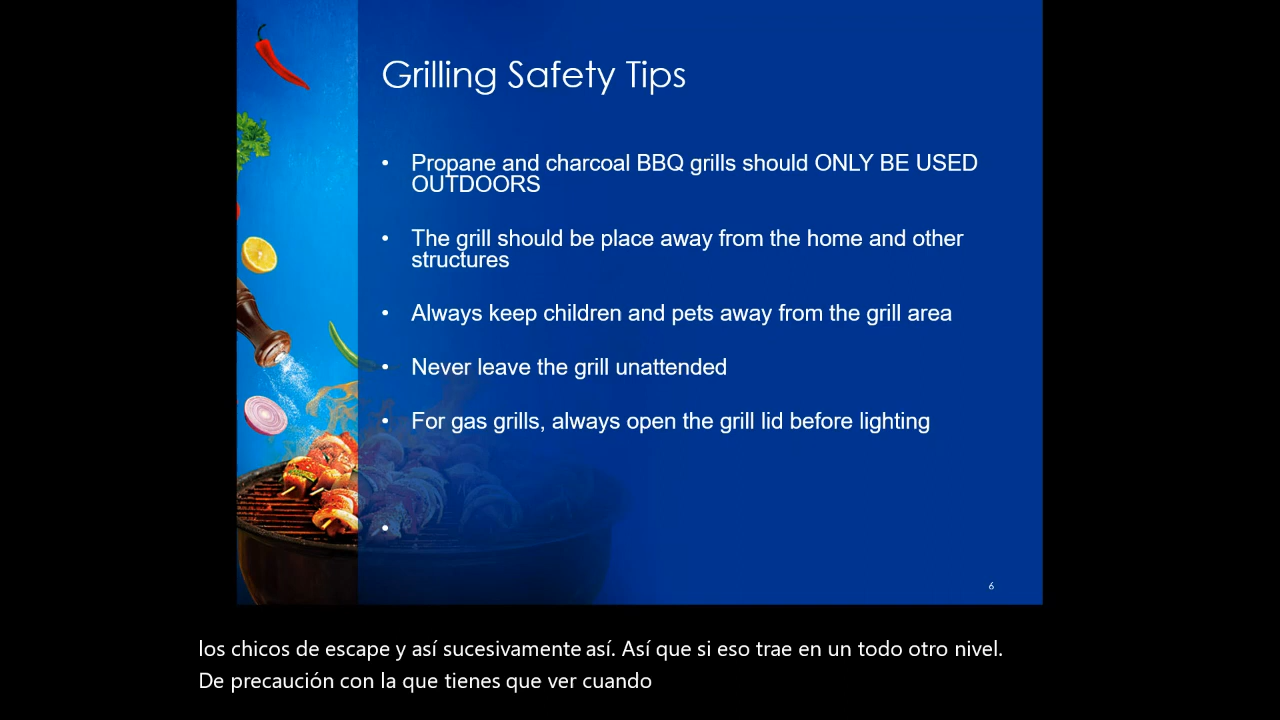 Grilling Safety Tips
• Propane and charcoal BBQ grills should ONLY BE USED
OUTDOORS
• The grill should be place away from the home and other
structures
• Always keep children and pets away from the grill area
• Never leave the grill unattended
• For gas grills, always open the grill lid before lighting
•
6
los chicos de escape y así sucesivamente así. Así que si eso trae en un todo otro nivel.
De precaución con la que tienes que ver cuando